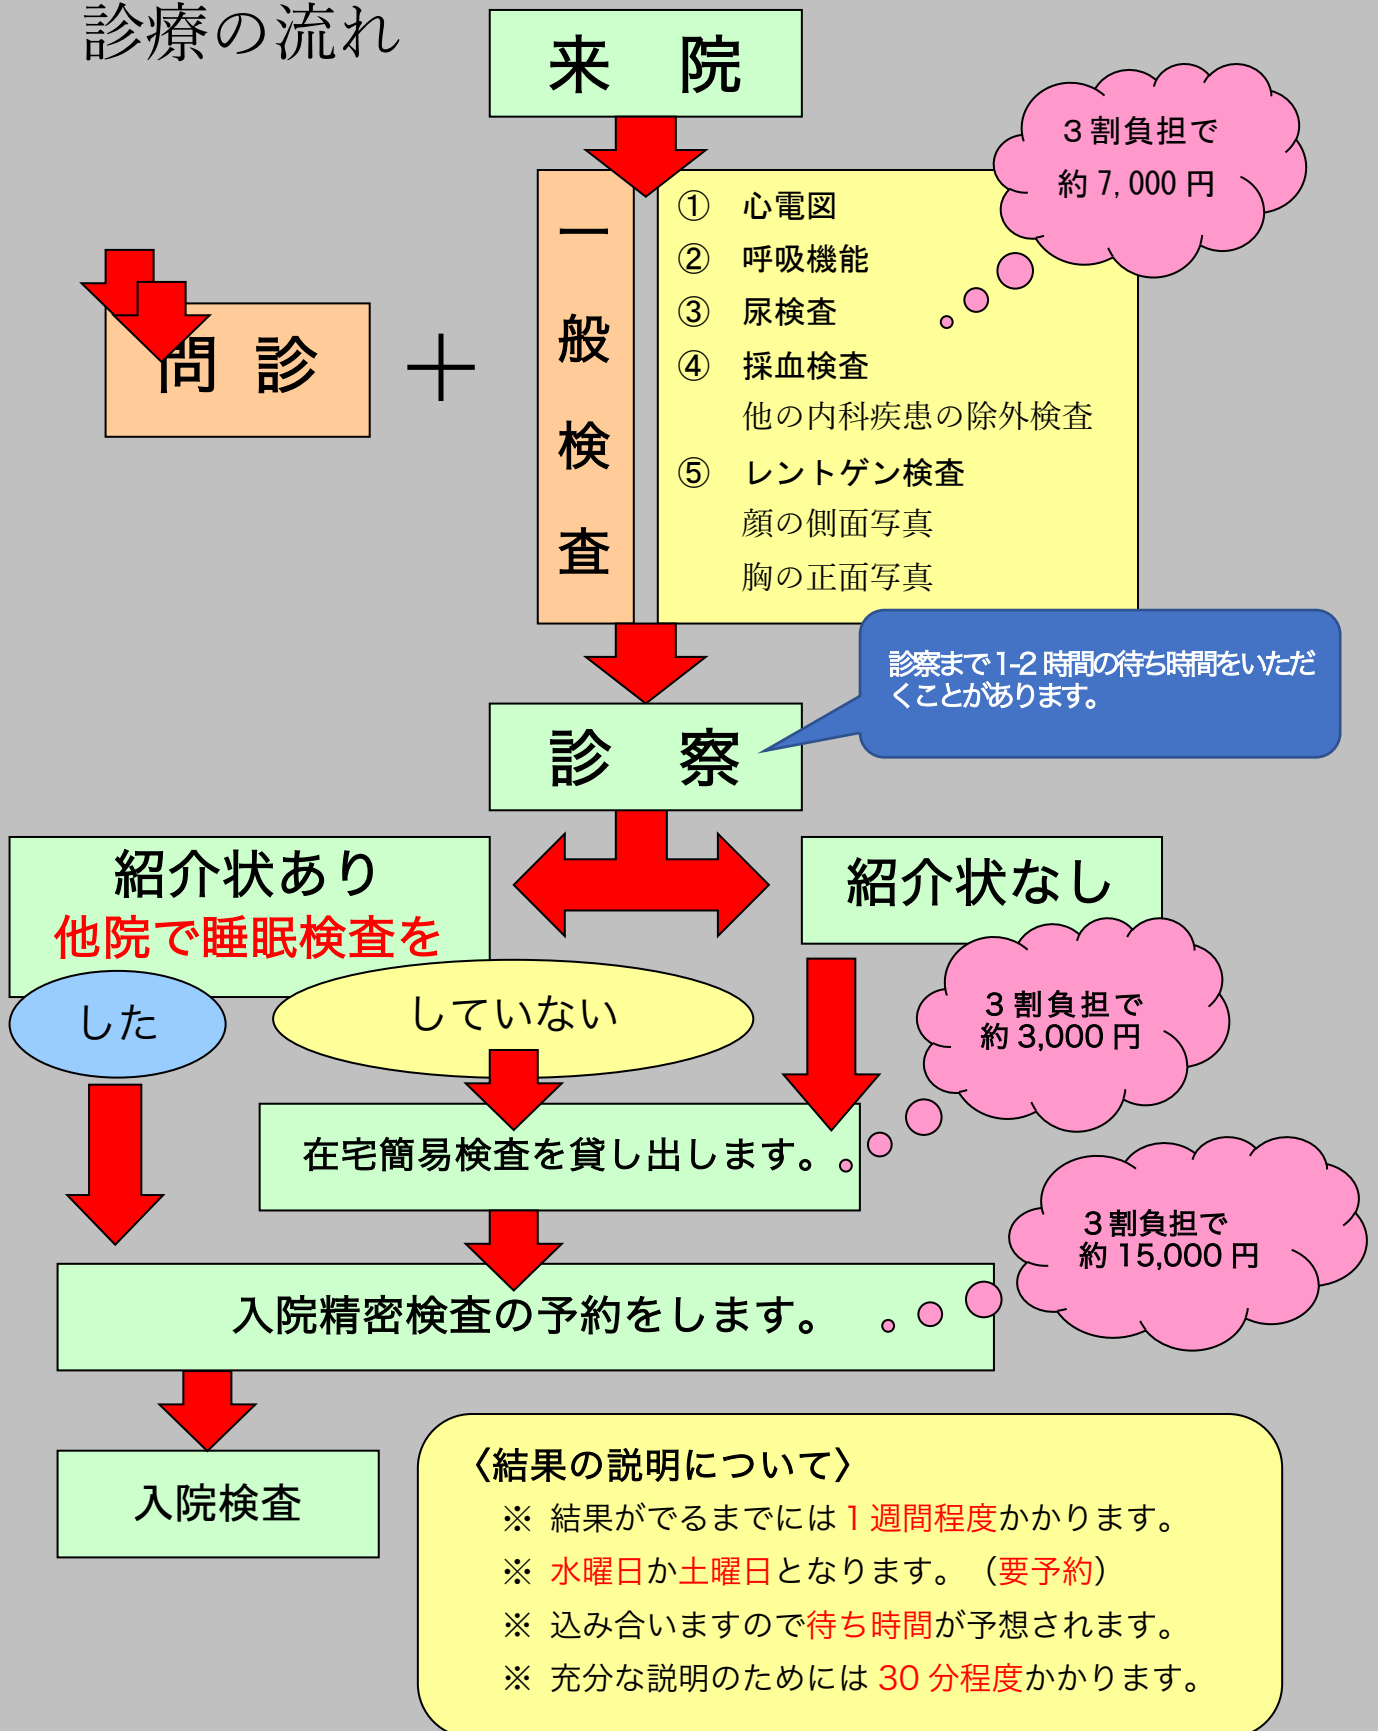 診療の流れ
来　院
３割負担で
約 7,000 円
問 診
＋
一般検査
① 心電図
② 呼吸機能
③ 尿検査
④ 採血検査
他の内科疾患の除外検査
⑤ レントゲン検査
顔の側面写真
胸の正面写真
診察まで 1-2 時間の待ち時間をいただ
くことがあります。
診　察
紹介状あり
他院で睡眠検査を
紹介状なし
した
していない
３割負担で
約 3,000 円
在宅簡易検査を貸し出します。
３割負担で
約 15,000 円
入院精密検査の予約をします。
入院検査
〈結果の説明について〉
※ 結果がでるまでには１週間程度かかります。
※ 水曜日か土曜日となります。（要予約）
※ 込み合いますので待ち時間が予想されます。
※ 充分な説明のためには 30 分程度かかります。